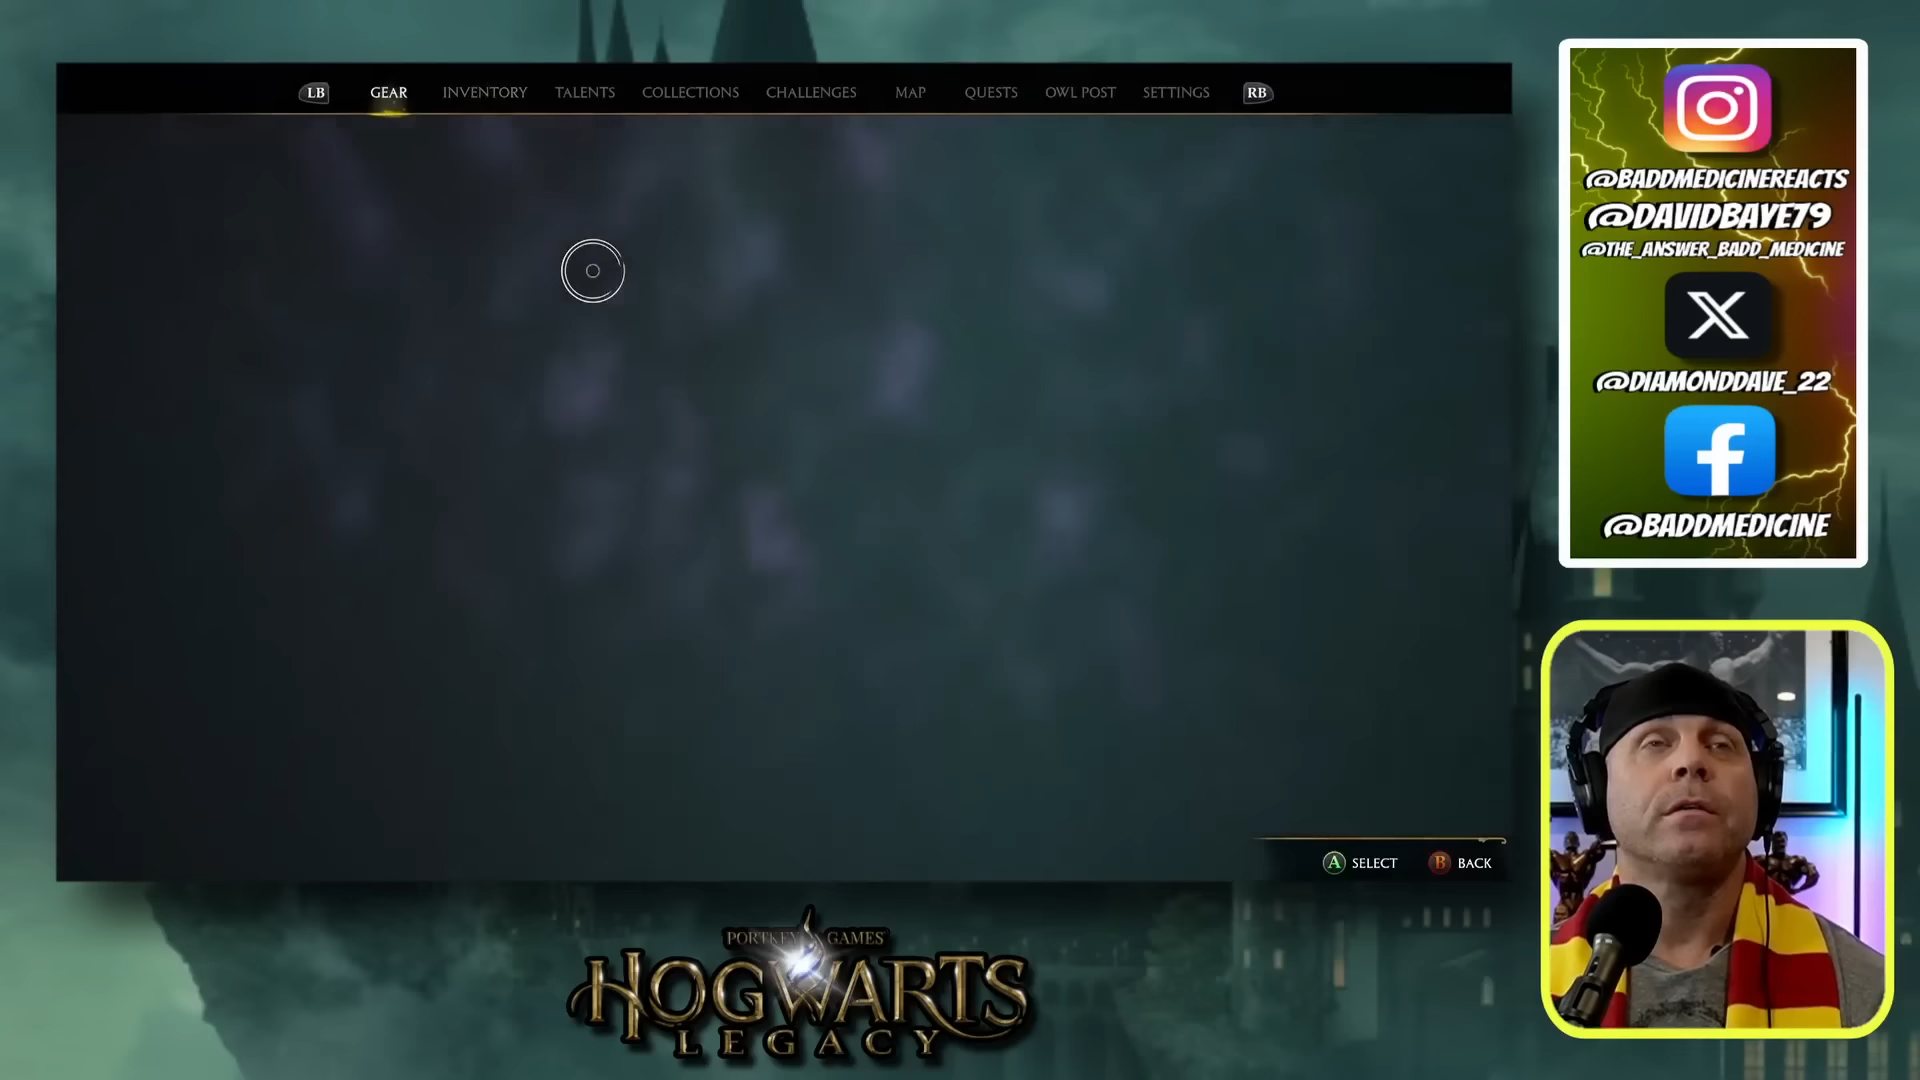 LB GEAR INVENTORY TALENTS COLLECTIONS CHALLENGES MAP QUESTS OWL POST SETTINGS RB
A SELECT B BACK
PORTKEY GAMES
HOGWARTS
LEGACY
@BADDMEDICINEREACTS
@DAVIDBAYE79
@THE_ANSWER_BADD_MEDICINE
@DIAMONDDAVE_22
@BADDMEDICINE